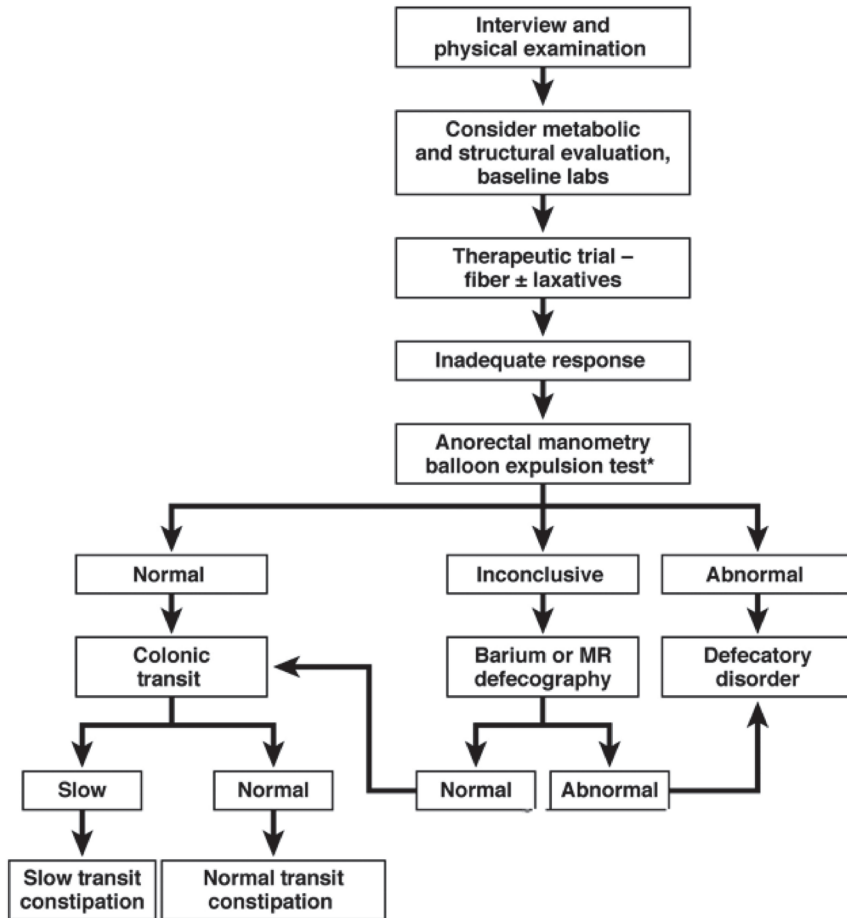 Interview and
physical examination
Consider metabolic
and structural evaluation,
baseline labs
Therapeutic trial –
fiber ± laxatives
Inadequate response
Anorectal manometry
balloon expulsion test*
Normal
Inconclusive
Abnormal
Colonic
transit
Barium or MR
defecography
Defecatory
disorder
Slow
Normal
Normal
Abnormal
Slow transit
constipation
Normal transit
constipation